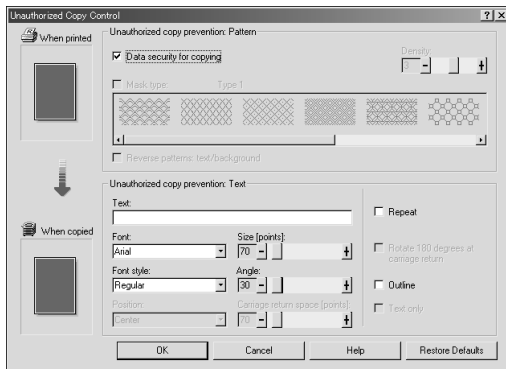 Unauthorized Copy Control
When printed
Unauthorized copy prevention: Pattern
Data security for copying
Density:
3
Mask type: Type 1
Reverse patterns: text/background
When copied
Unauthorized copy prevention: Text
Text:
Repeat
Font: Size [points]:
Arial 70
Rotate 180 degrees at carriage return
Font style: Angle:
Regular 30
Outline
Position: Carriage return space [points]:
Center 70
Text only
OK Cancel Help Restore Defaults